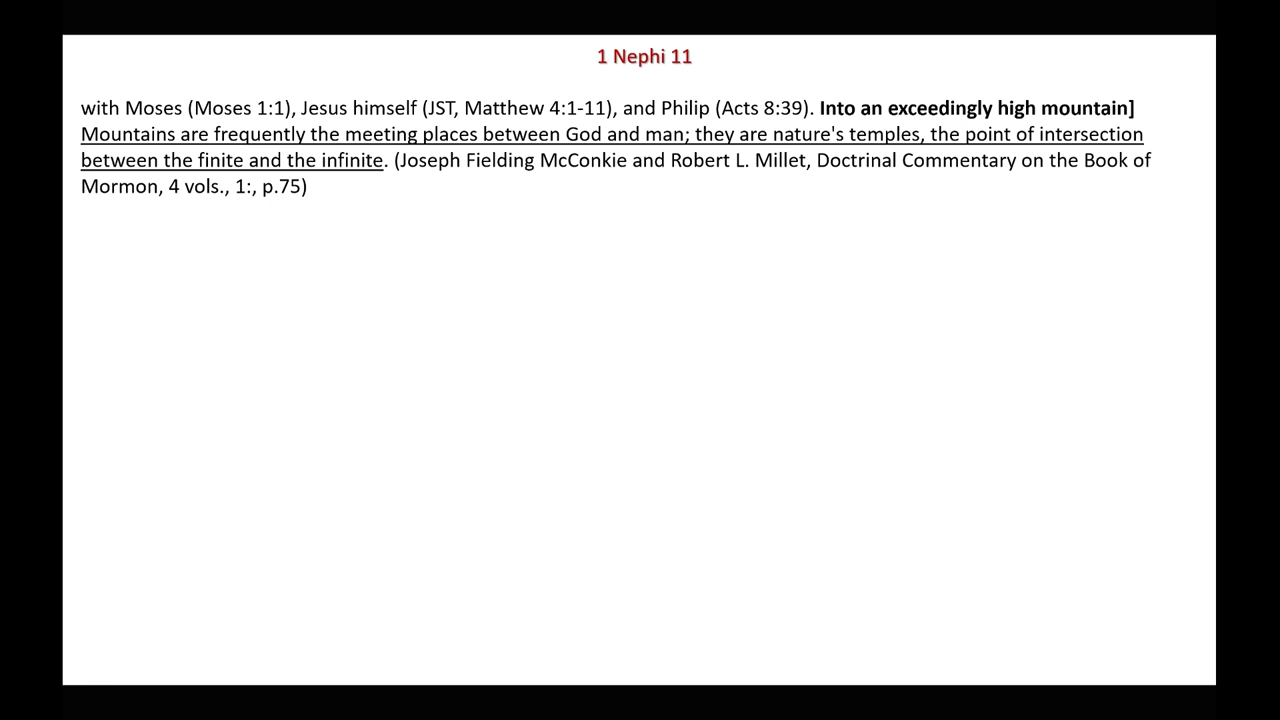 1 Nephi 11
with Moses (Moses 1:1), Jesus himself (JST, Matthew 4:1-11), and Philip (Acts 8:39). Into an exceedingly high mountain]
Mountains are frequently the meeting places between God and man; they are nature's temples, the point of intersection
between the finite and the infinite. (Joseph Fielding McConkie and Robert L. Millet, Doctrinal Commentary on the Book of
Mormon, 4 vols., 1:, p.75)